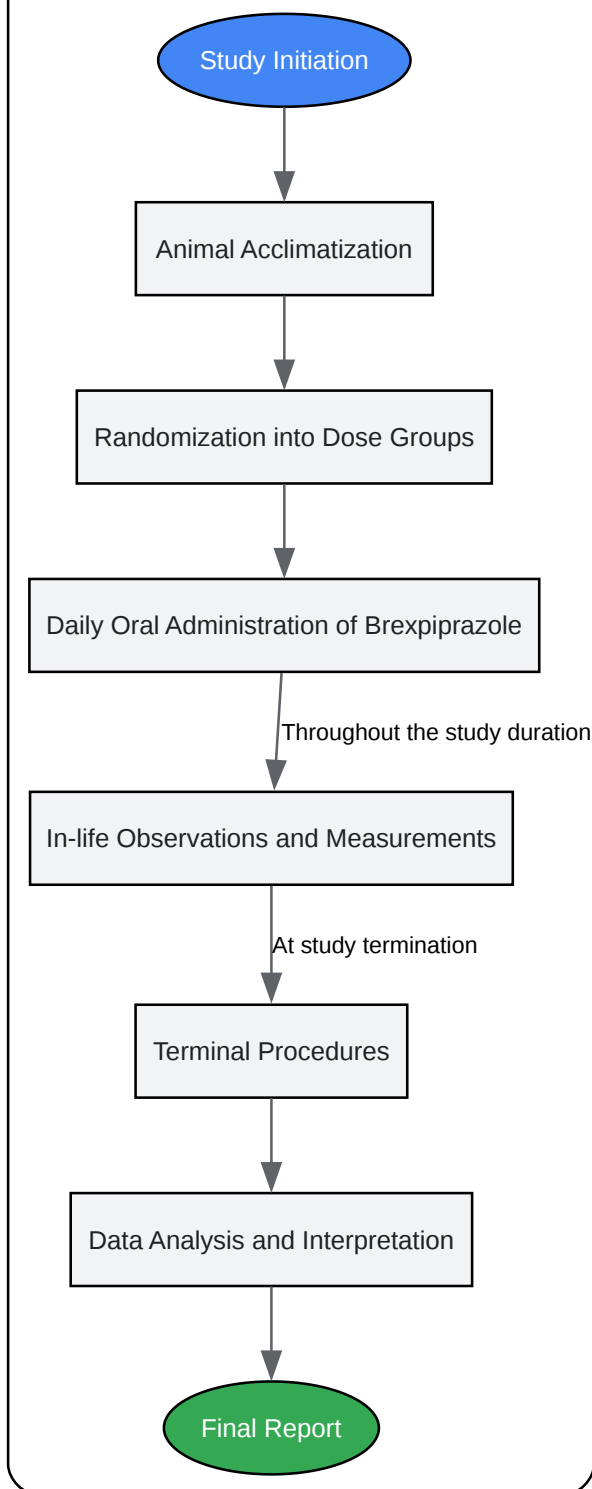 Study Initiation
Animal Acclimatization
Randomization into Dose Groups
Daily Oral Administration of Brexpiprazole
Throughout the study duration
In-life Observations and Measurements
At study termination
Terminal Procedures
Data Analysis and Interpretation
Final Report